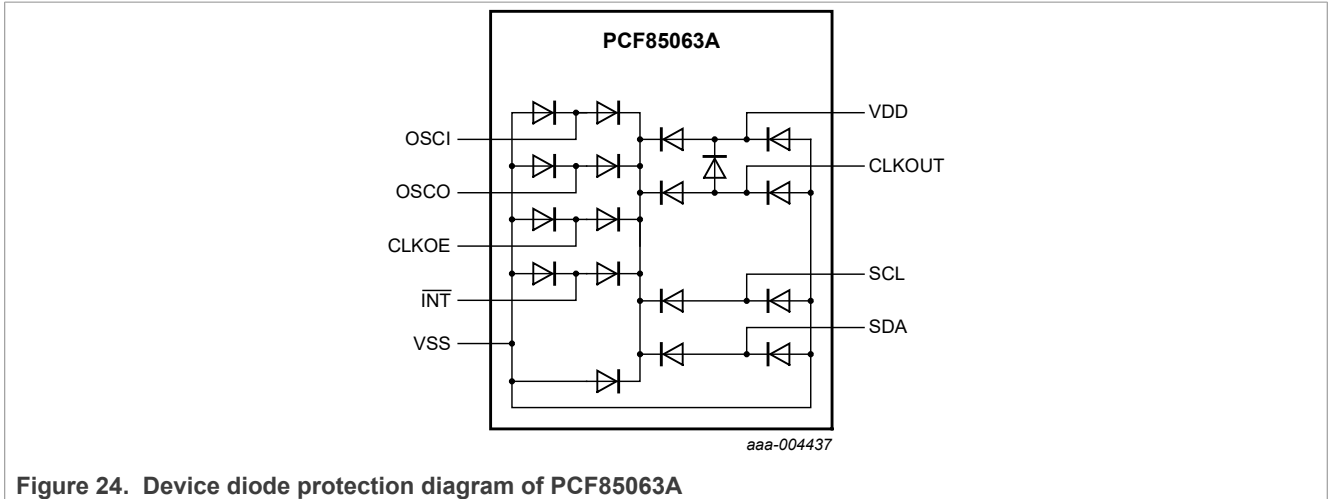 PCF85063A
OSCI
OSCO
CLKOE
INT
VSS
VDD
CLKOUT
SCL
SDA
aaa-004437
Figure 24. Device diode protection diagram of PCF85063A